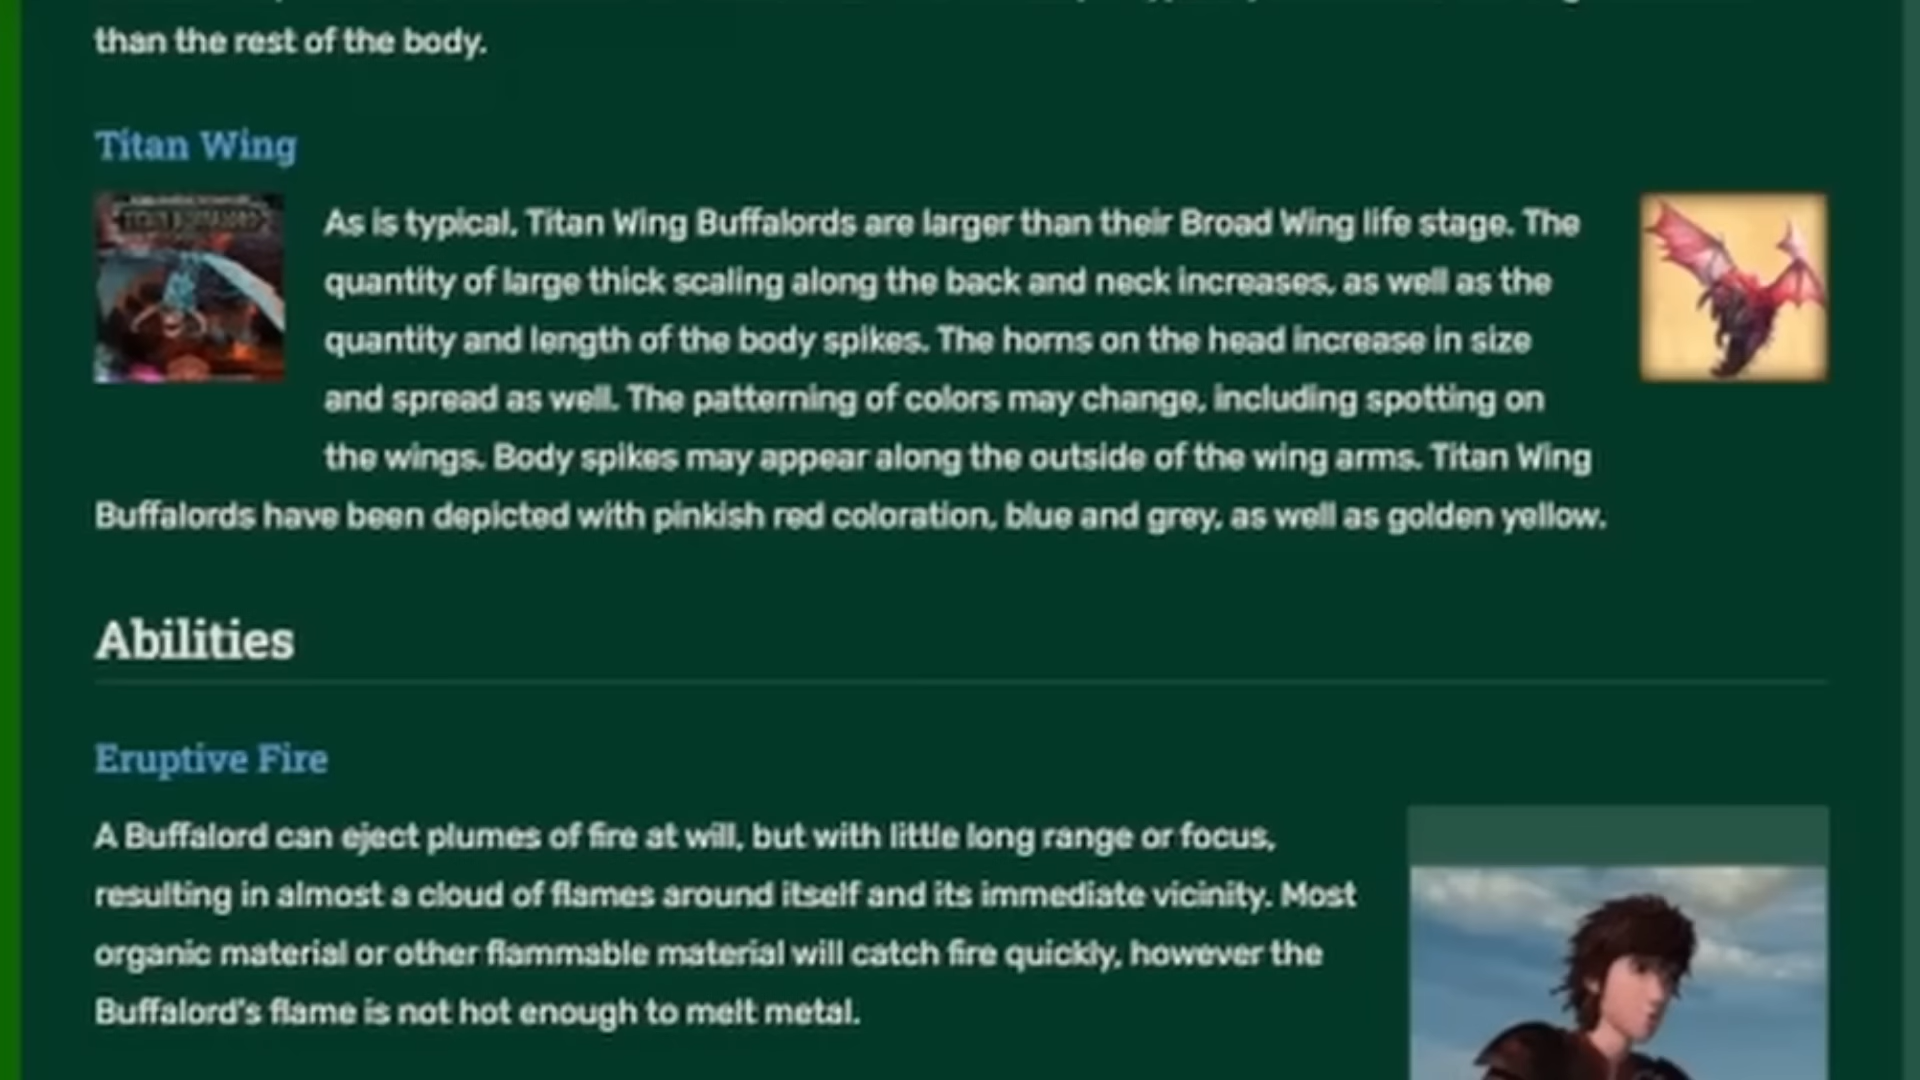 than the rest of the body.
Titan Wing
As is typical, Titan Wing Buffalords are larger than their Broad Wing life stage. The
quantity of large thick scaling along the back and neck increases, as well as the
quantity and length of the body spikes. The horns on the head increase in size
and spread as well. The patterning of colors may change, including spotting on
the wings. Body spikes may appear along the outside of the wing arms. Titan Wing
Buffalords have been depicted with pinkish red coloration, blue and grey, as well as golden yellow.
Abilities
Eruptive Fire
A Buffalord can eject plumes of fire at will, but with little long range or focus,
resulting in almost a cloud of flames around itself and its immediate vicinity. Most
organic material or other flammable material will catch fire quickly, however the
Buffalord's flame is not hot enough to melt metal.